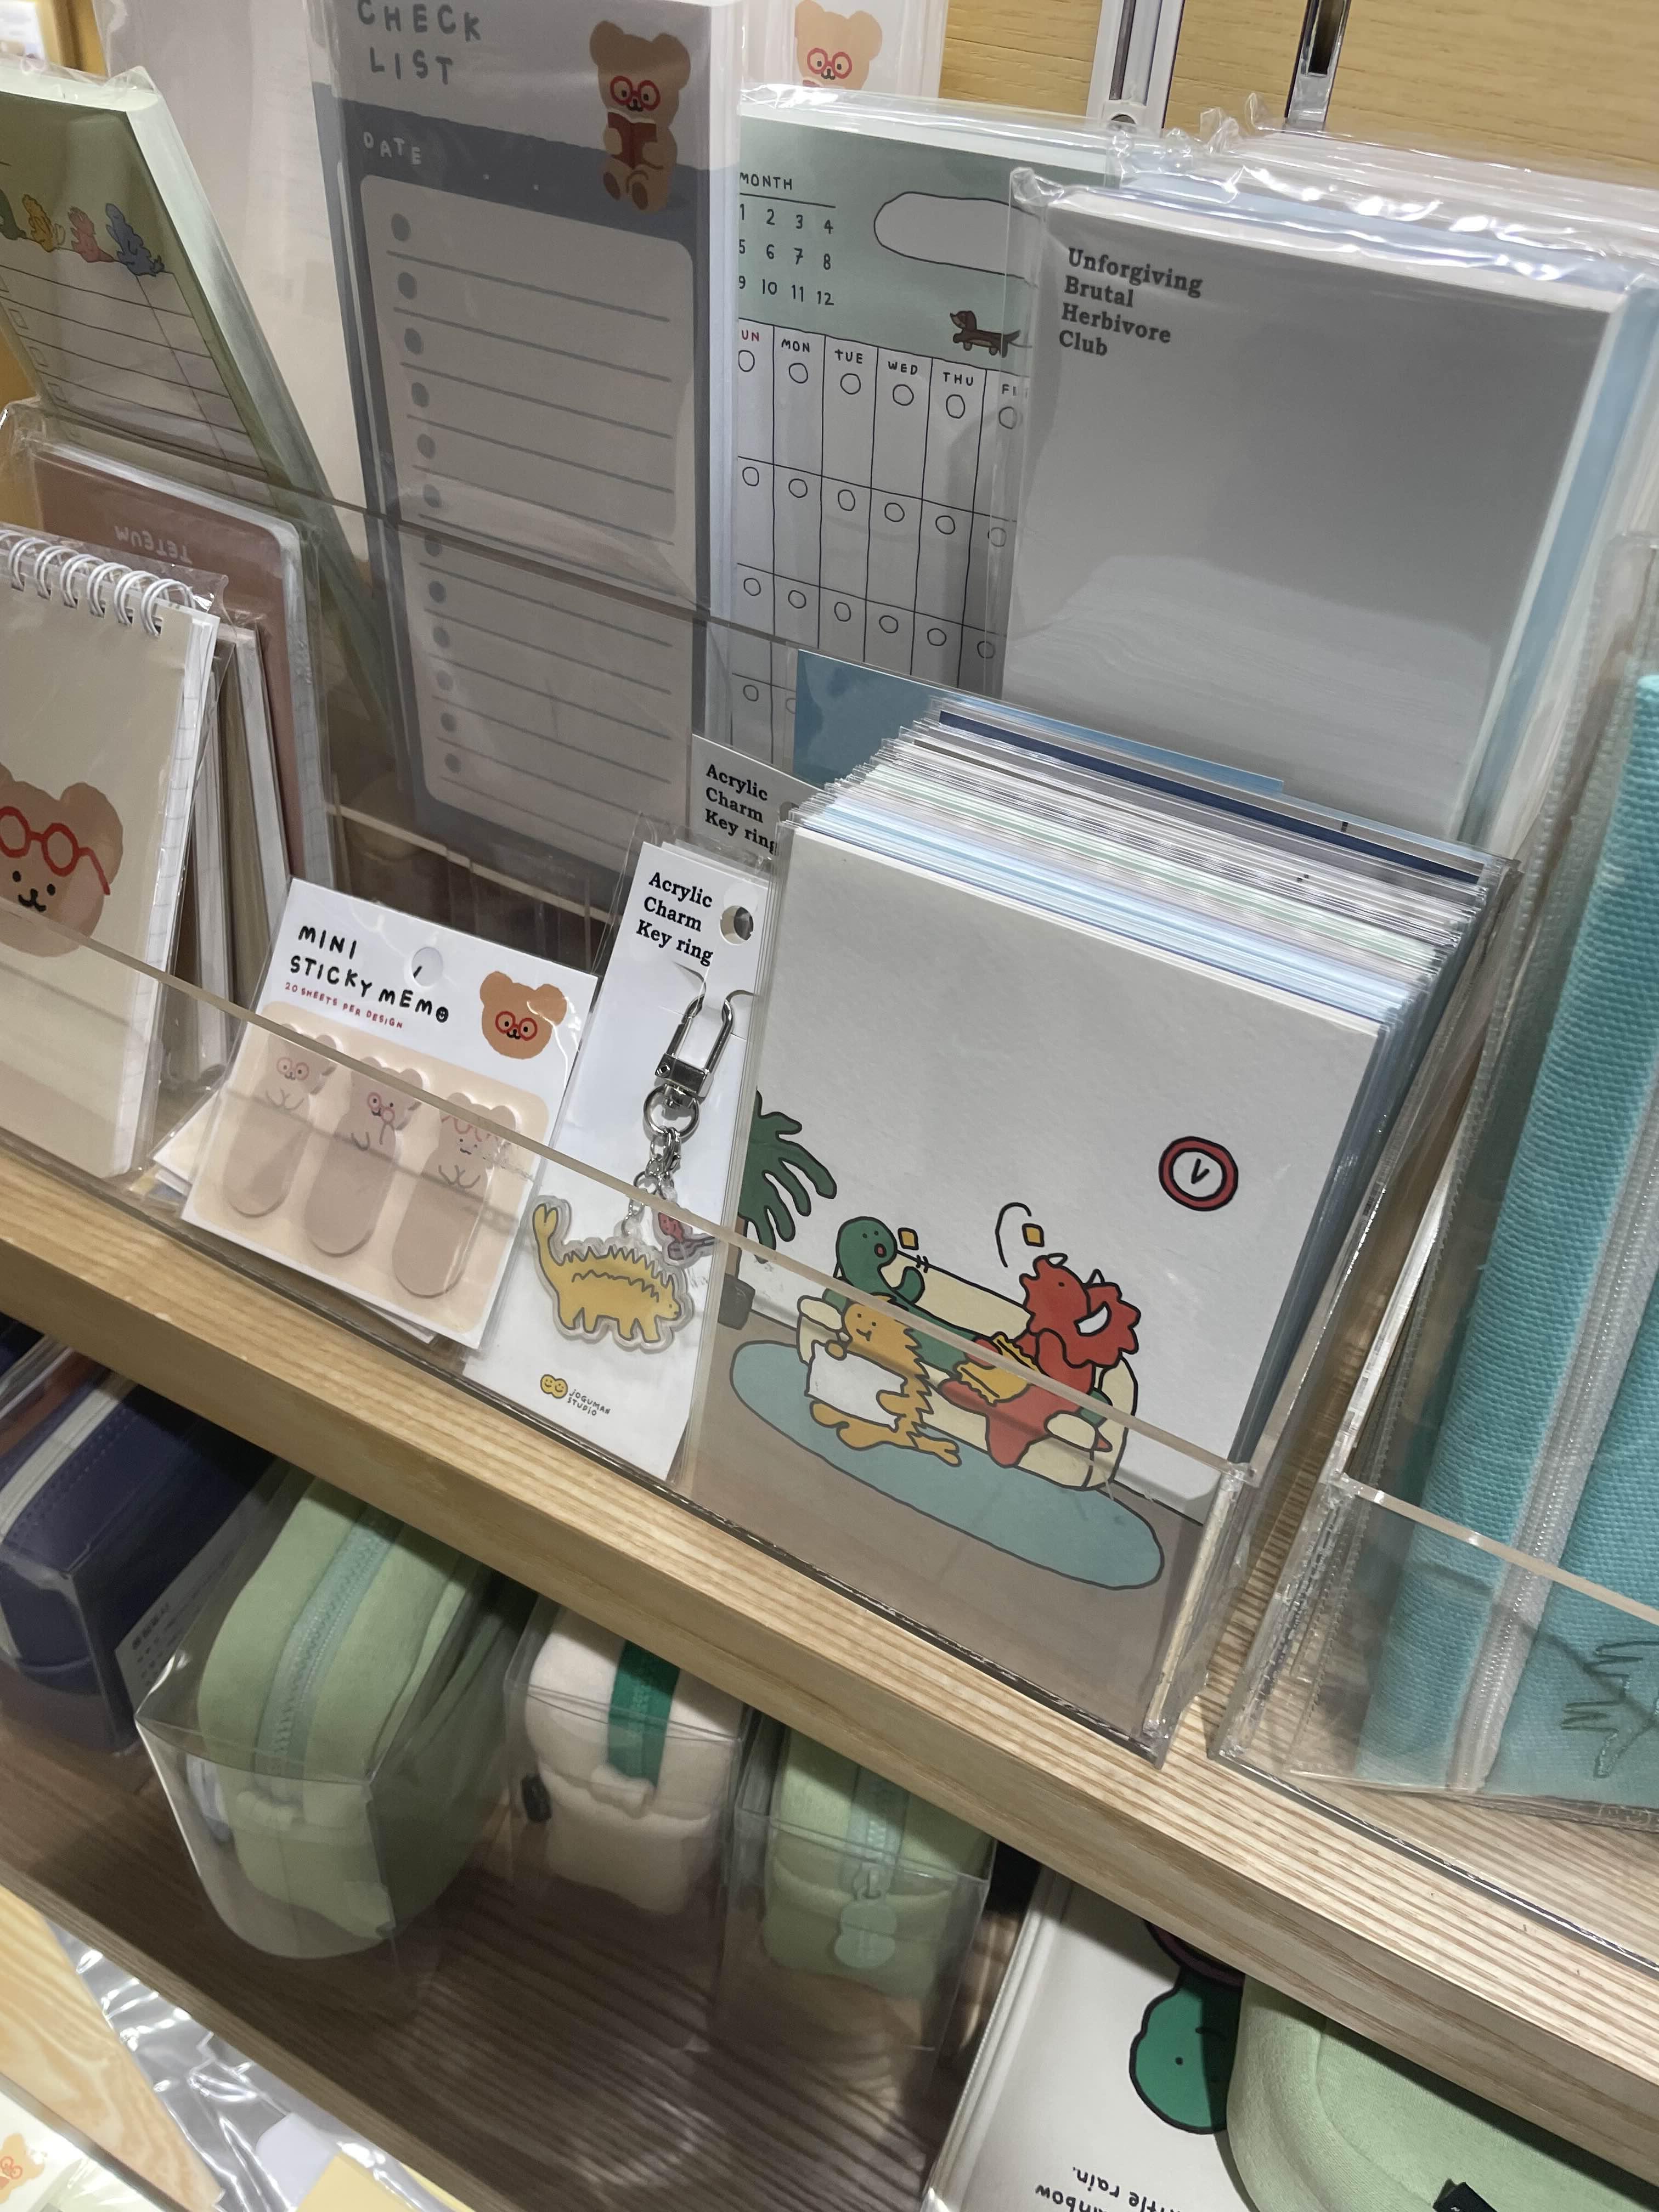 CHECK
LIST
DATE
MONTH
1 2 3 4
5 6 7 8
9 10 11 12
UN MON TUE WED THU F
Unforgiving
Brutal
Herbivore
Club
TETEUM
Acrylic
Charm
Key ring
Acrylic
Charm
Key ring
MINI
STICKY MEMO
20 SHEETS PER DESIGN
JOGUMAN
STUDIO
ttle rain.
nbow